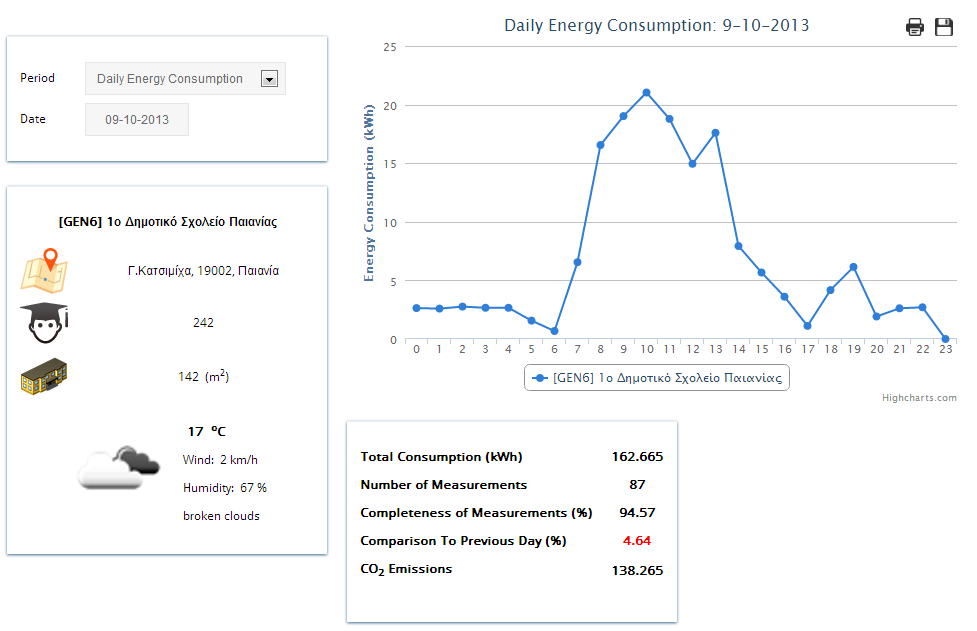 Period
Daily Energy Consumption
Date
09-10-2013
[GEN6] 1ο Δημοτικό Σχολείο Παιανίας
Γ.Κατσιμίχα, 19002, Παιανία
242
142 (m2)
17 ºC
Wind: 2 km/h
Humidity: 67 %
broken clouds
Daily Energy Consumption: 9-10-2013
Energy Consumption (kWh)
25
20
15
10
5
0
0 1 2 3 4 5 6 7 8 9 10 11 12 13 14 15 16 17 18 19 20 21 22 23
[GEN6] 1ο Δημοτικό Σχολείο Παιανίας
Highcharts.com
Total Consumption (kWh) 162.665
Number of Measurements 87
Completeness of Measurements (%) 94.57
Comparison To Previous Day (%) 4.64
CO2 Emissions 138.265